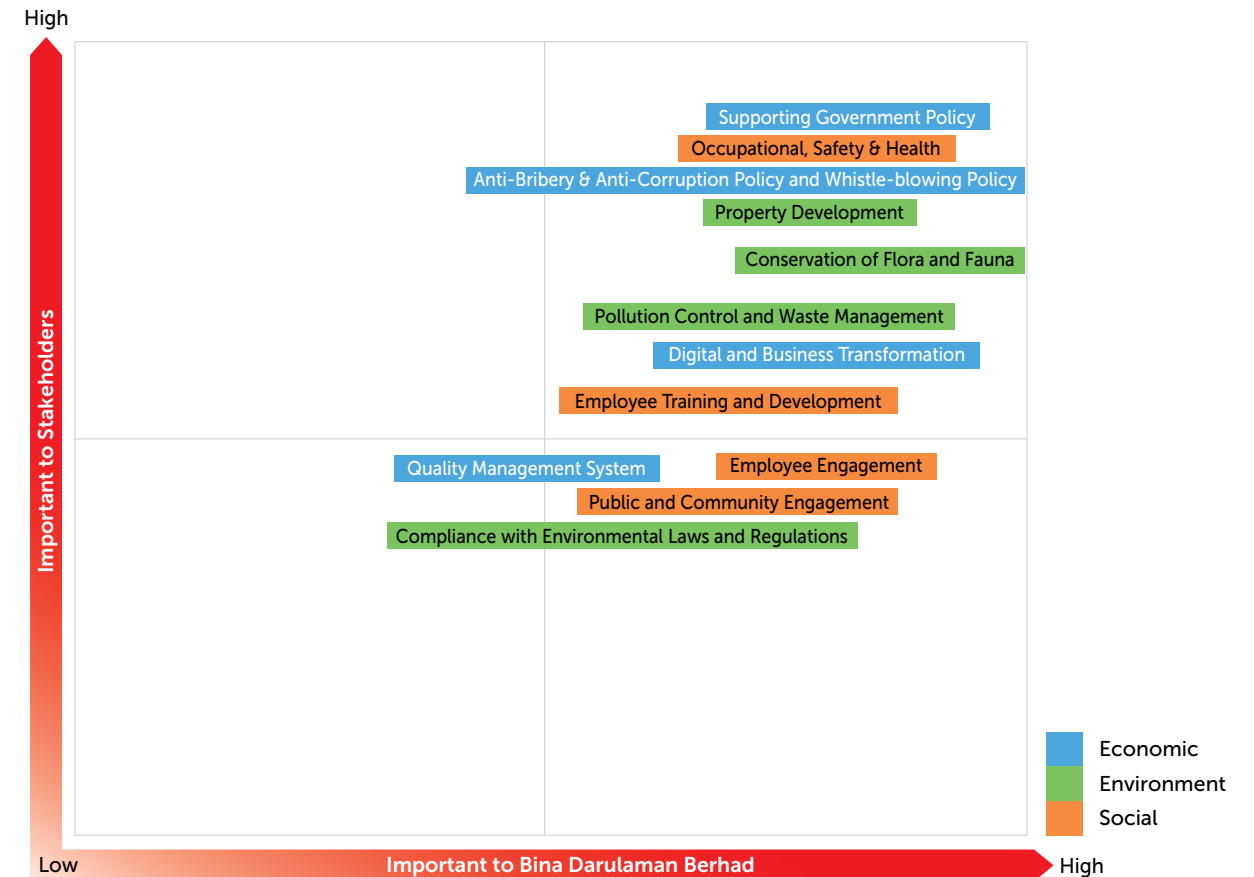 High
Supporting Government Policy
Occupational, Safety & Health
Anti-Bribery & Anti-Corruption Policy and Whistle-blowing Policy
Property Development
Conservation of Flora and Fauna
Pollution Control and Waste Management
Digital and Business Transformation
Employee Training and Development
Important to Stakeholders
Quality Management System
Employee Engagement
Public and Community Engagement
Compliance with Environmental Laws and Regulations
Economic
Environment
Social
Low
Important to Bina Darulaman Berhad
High